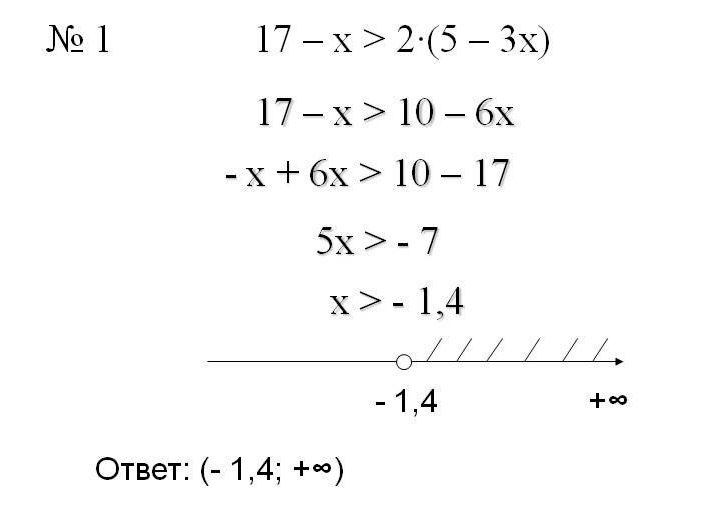 № 1 17 – x > 2·(5 – 3x)
17 – x > 10 – 6x
- x + 6x > 10 – 17
5x > - 7
x > - 1,4
- 1,4 +∞
Ответ: (- 1,4; +∞)